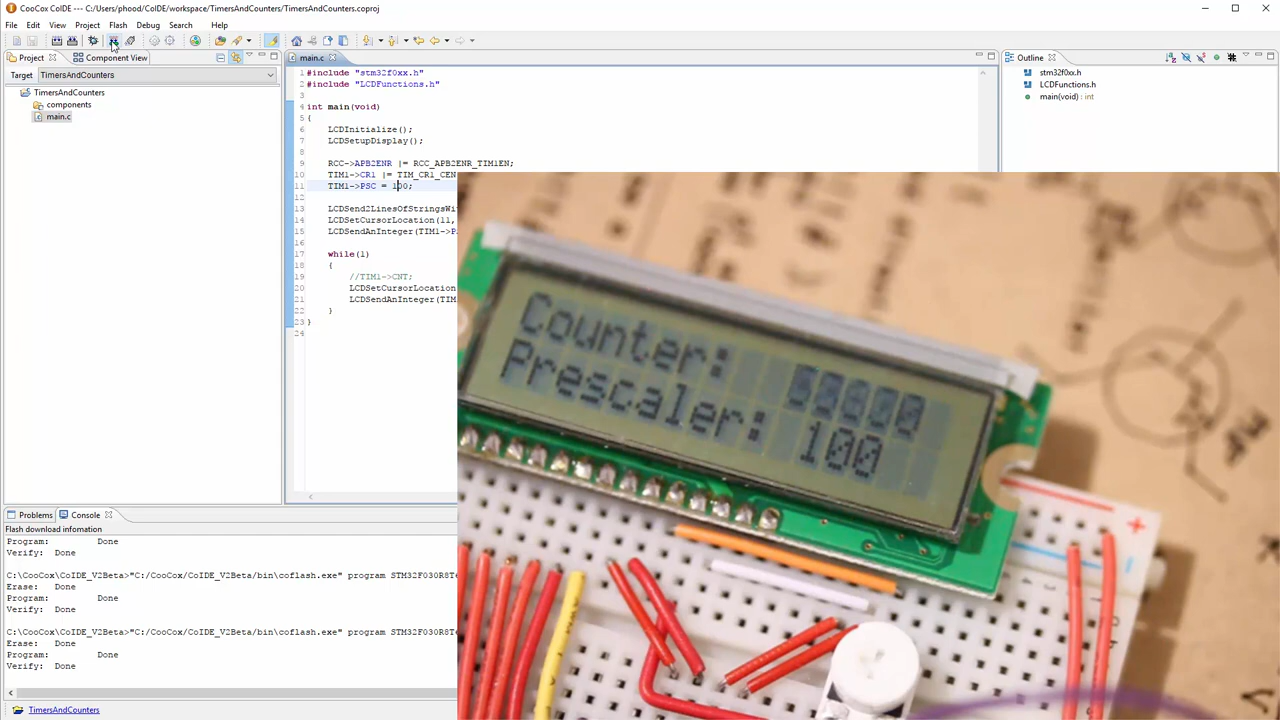 CooCox CoIDE --- C:/Users/phood/CoIDE/workspace/TimersAndCounters/TimersAndCounters.coproj
File Edit View Project Flash Debug Search Help
Project Component View
Target TimersAndCounters
TimersAndCounters
components
main.c
main.c
1 #include "stm32f0xx.h"
2 #include "LCDFunctions.h"
3
4 int main(void)
5 {
6 LCDInitialize();
7 LCDSetupDisplay();
8
9 RCC->APB2ENR |= RCC_APB2ENR_TIM1EN;
10 TIM1->CR1 |= TIM_CR1_CEN
11 TIM1->PSC = 100;
12
13 LCDSend2LinesOfStringsWi
14 LCDSetCursorLocation(11,
15 LCDSendAnInteger(TIM1->P
16
17 while(1)
18 {
19 //TIM1->CNT;
20 LCDSetCursorLocation
21 LCDSendAnInteger(TIM
22 }
23 }
24
Outline
stm32f0xx.h
LCDFunctions.h
main(void) : int
Counter:
Prescaler: 100
Problems Console
Flash download infomation
Program: Done
Verify: Done
C:\CooCox\CoIDE_V2Beta>"C:/CooCox/CoIDE_V2Beta/bin\coflash.exe" program STM32F030R8T
Erase: Done
Program: Done
Verify: Done
C:\CooCox\CoIDE_V2Beta>"C:/CooCox/CoIDE_V2Beta/bin\coflash.exe" program STM32F030R8T
Erase: Done
Program: Done
Verify: Done
TimersAndCounters